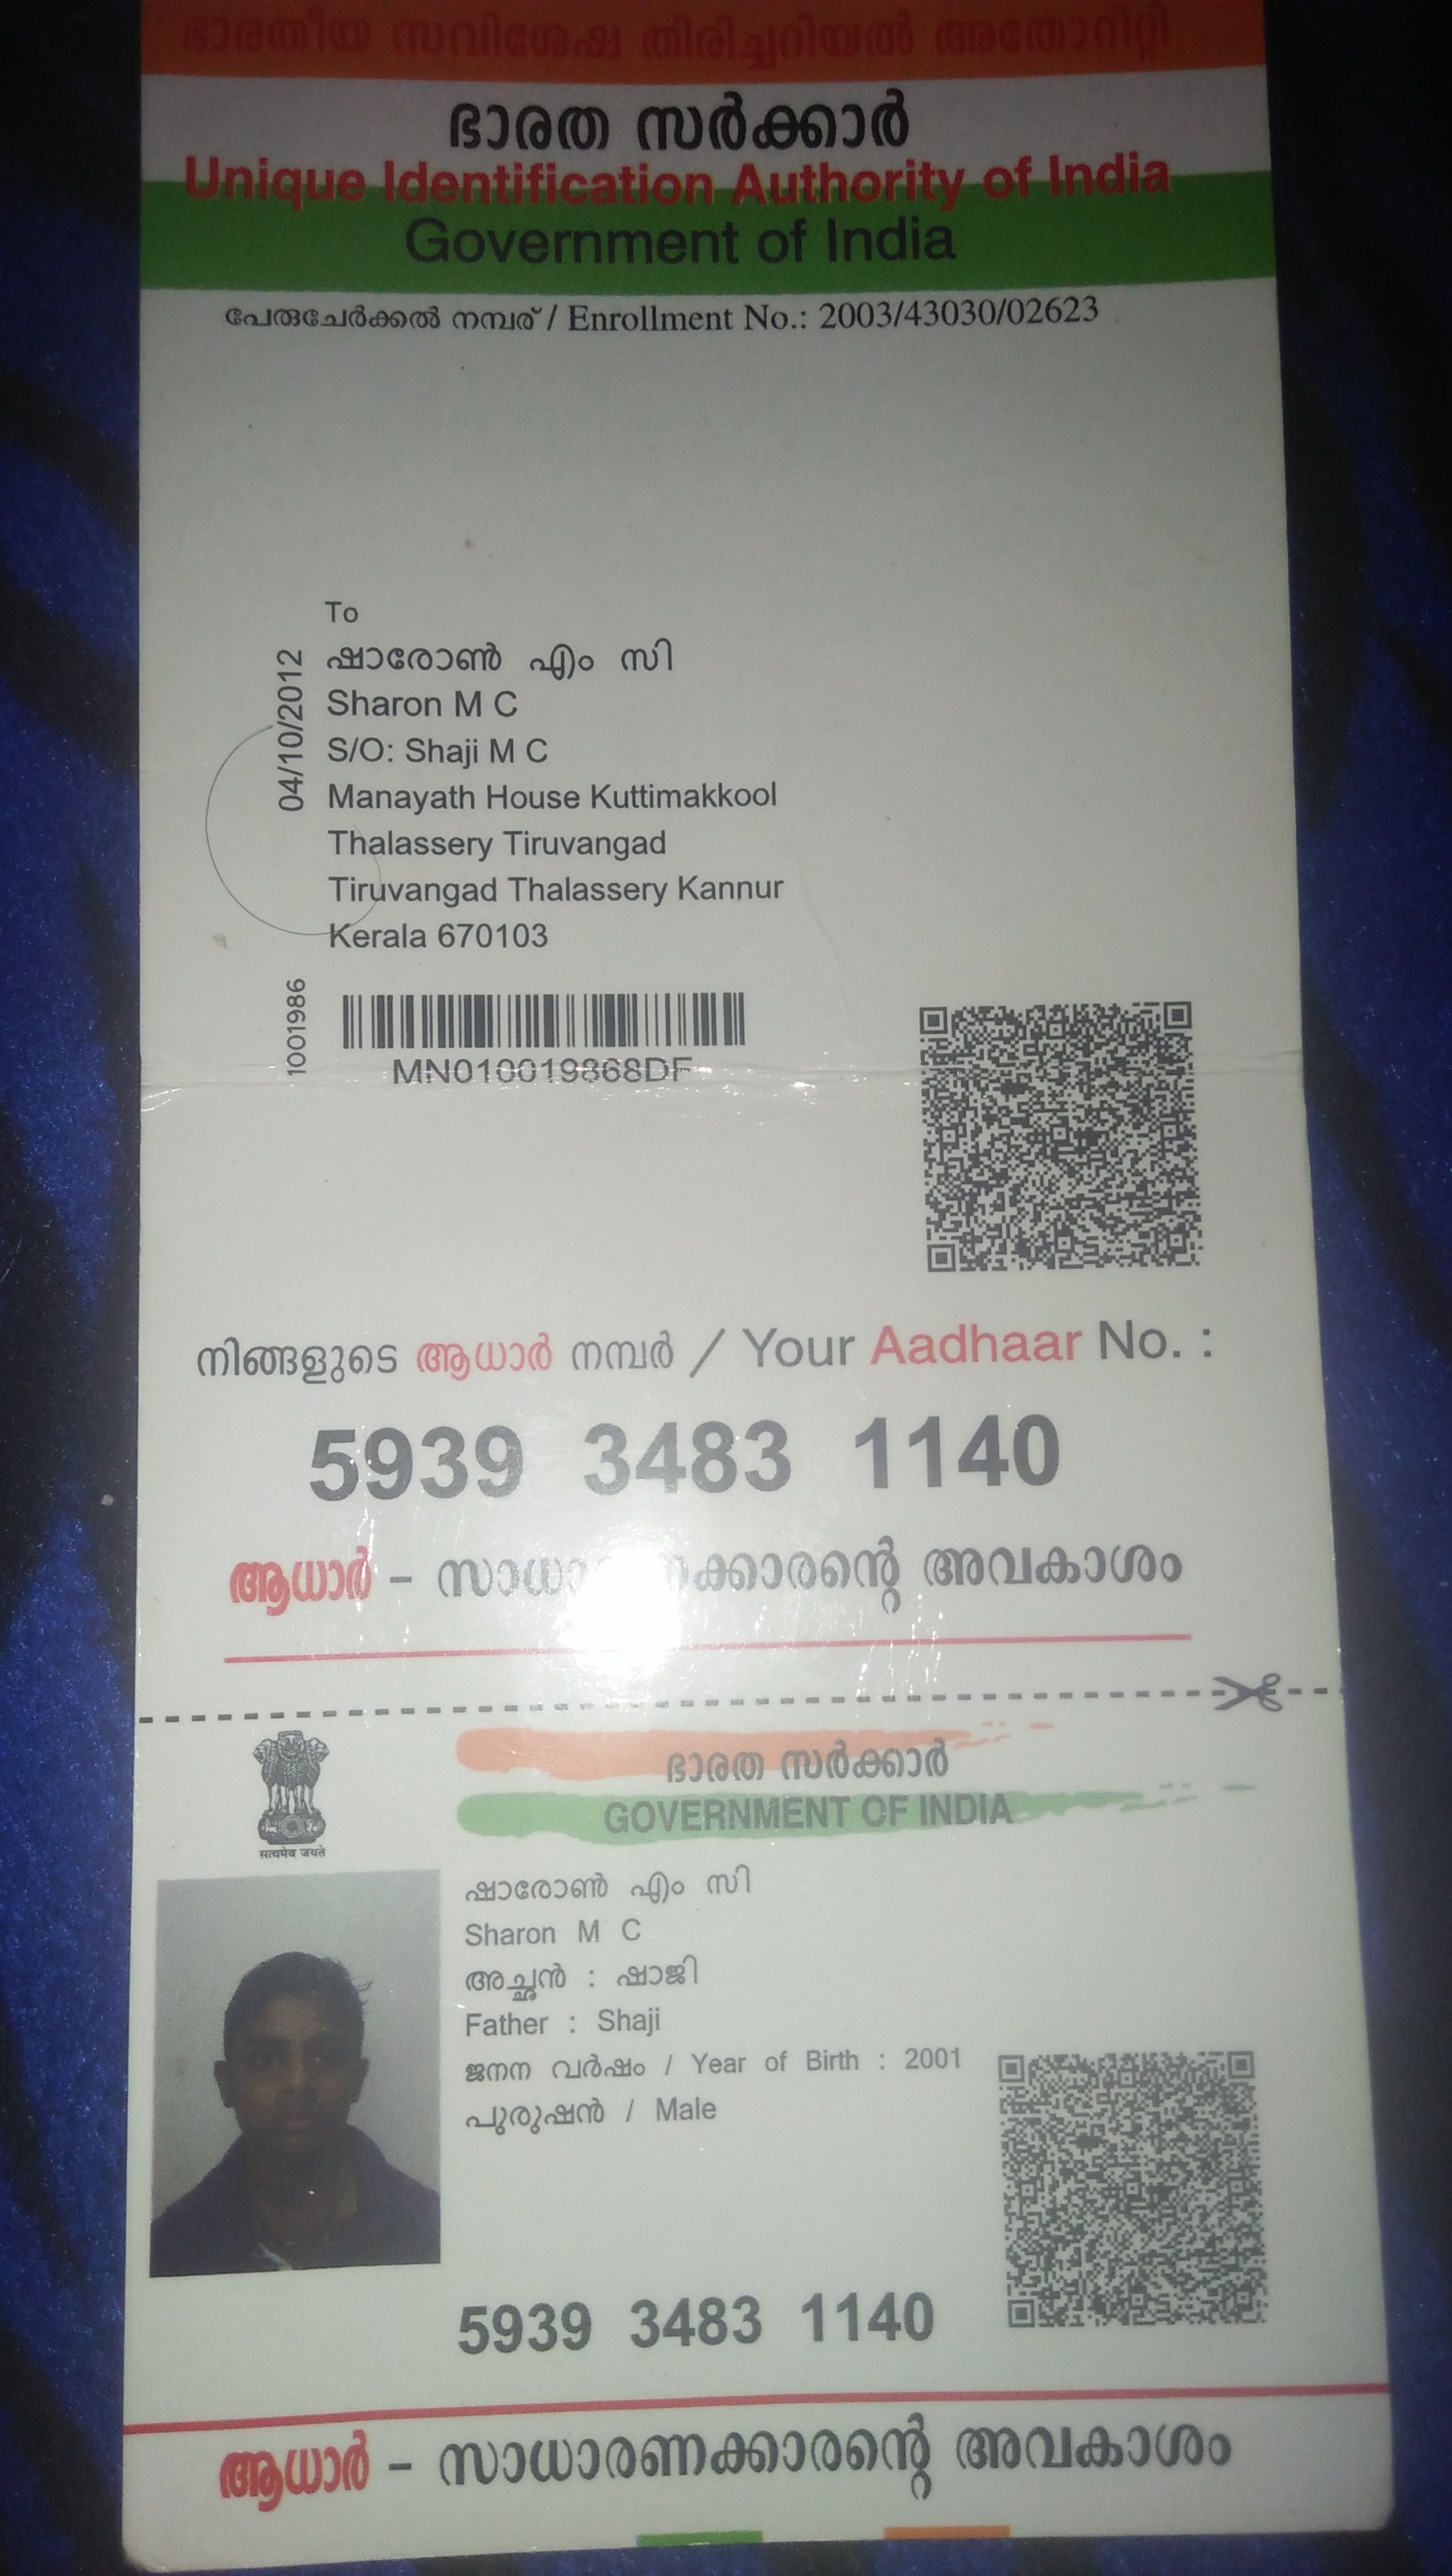 ഭാരതീയ സവിശേഷ തിരിച്ചറിയൽ അതോറിറ്റി
ഭാരത സർക്കാർ
Unique Identification Authority of India
Government of India
പേരുചേർക്കൽ നമ്പര് / Enrollment No.: 2003/43030/02623
To
04/10/2012
ഷാരോൺ എം സി
Sharon M C
S/O: Shaji M C
Manayath House Kuttimakkool
Thalassery Tiruvangad
Tiruvangad Thalassery Kannur
Kerala 670103
1001986
MN010019868DF
നിങ്ങളുടെ ആധാർ നമ്പർ / Your Aadhaar No. :
5939 3483 1140
ആധാർ – അവകാശം
ഭാരത സർക്കാർ
GOVERNMENT OF INDIA
सत्यमेव जयते
ഷാരോൺ എം സി
Sharon M C
അച്ഛൻ : ഷാജി
Father : Shaji
ജനന വർഷം / Year of Birth : 2001
പുരുഷൻ / Male
5939 3483 1140
ആധാർ – സാധാരണക്കാരന്റെ അവകാശം